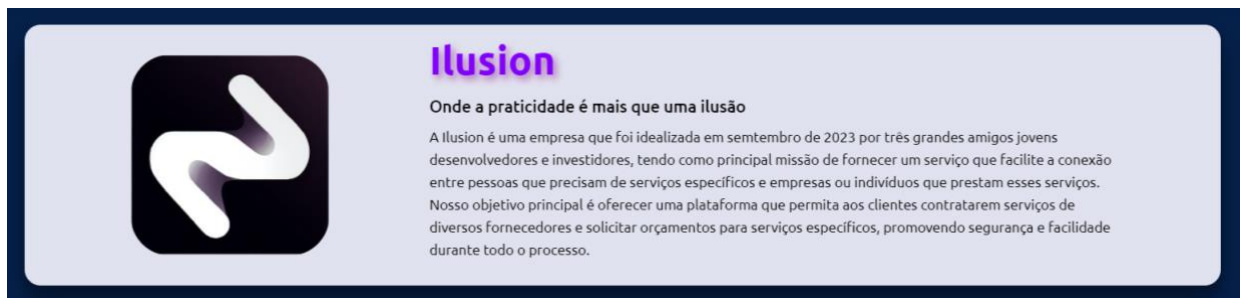 Ilusion
Onde a praticidade é mais que uma ilusão
A Ilusion é uma empresa que foi idealizada em semtembro de 2023 por três grandes amigos jovens
desenvolvedores e investidores, tendo como principal missão de fornecer um serviço que facilite a conexão
entre pessoas que precisam de serviços específicos e empresas ou indivíduos que prestam esses serviços.
Nosso objetivo principal é oferecer uma plataforma que permita aos clientes contratarem serviços de
diversos fornecedores e solicitar orçamentos para serviços específicos, promovendo segurança e facilidade
durante todo o processo.